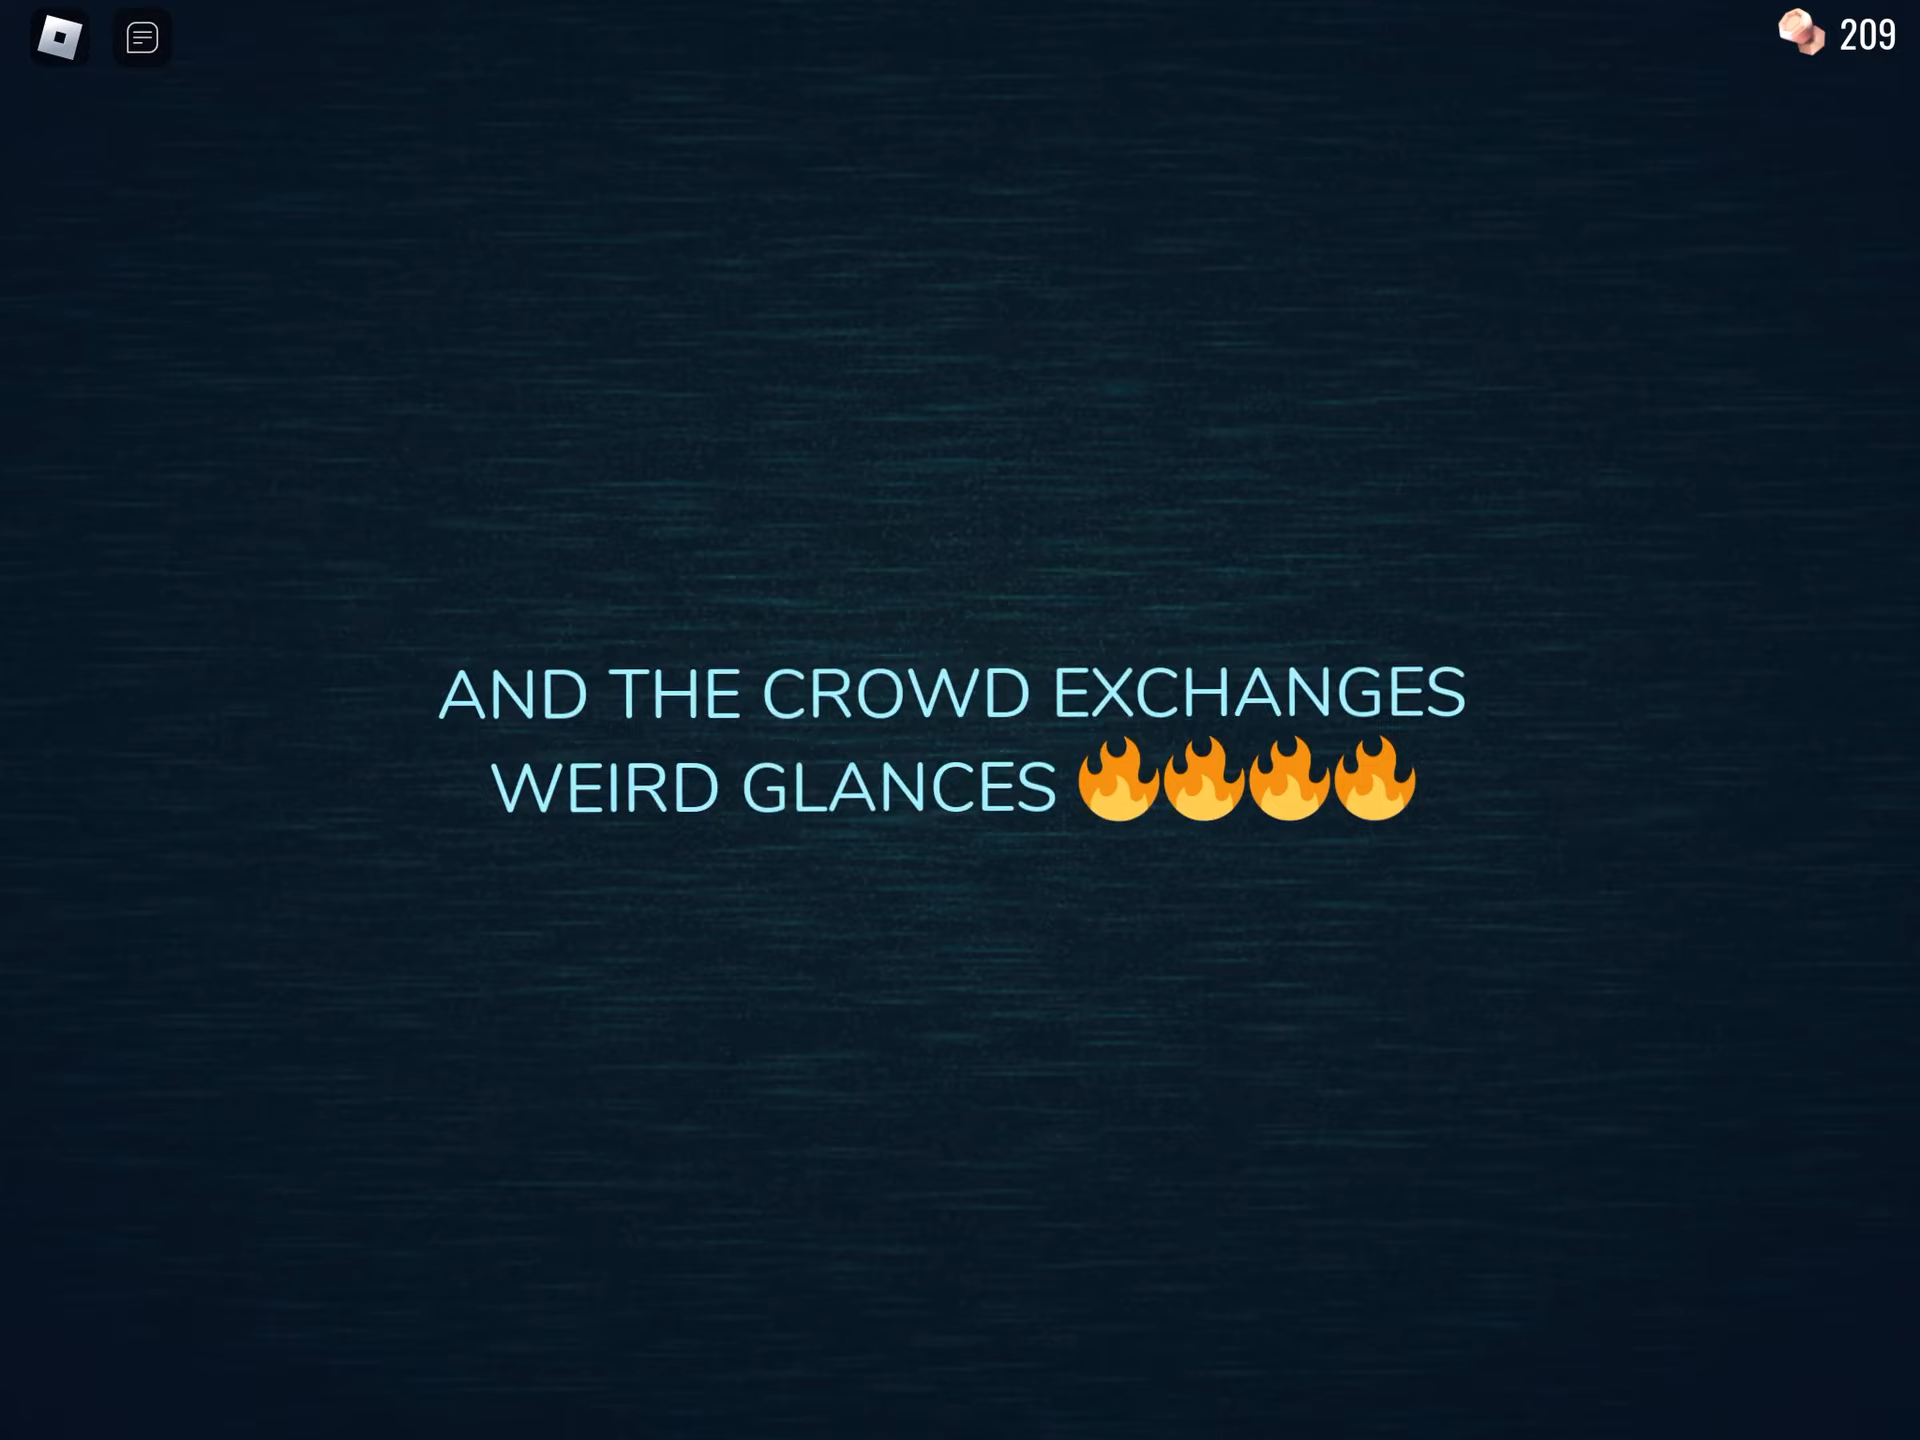 209
AND THE CROWD EXCHANGES
WEIRD GLANCES 🔥🔥🔥🔥